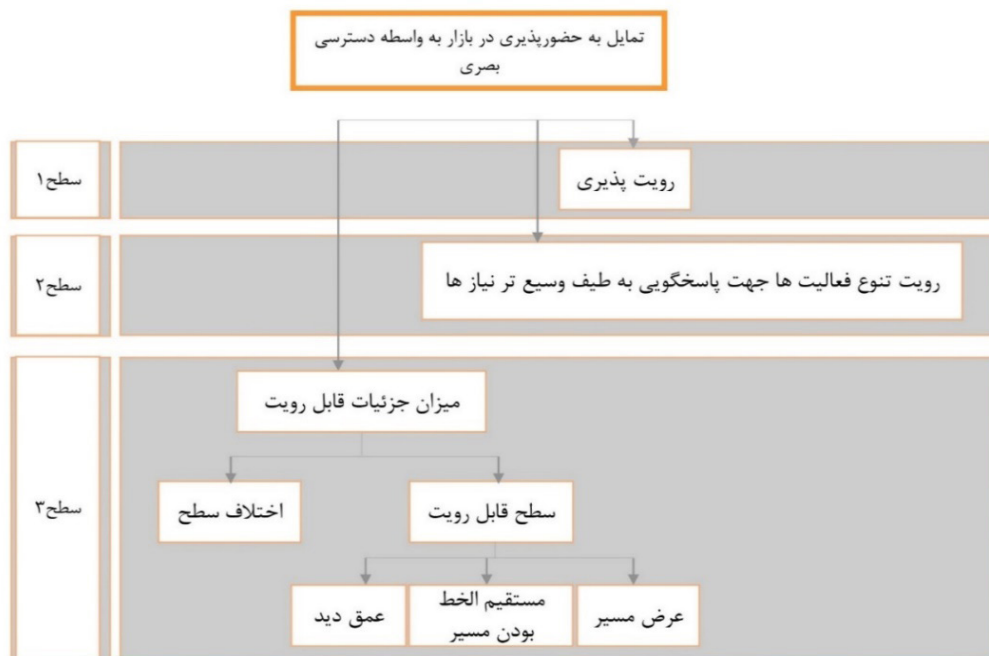 تمایل به حضورپذیری در بازار به واسطه دسترسی
بصری
سطح۱
رویت پذیری
سطح۲
رویت تنوع فعالیت ها جهت پاسخگویی به طیف وسیع تر نیاز ها
سطح۳
میزان جزئیات قابل رویت
سطح قابل رویت
اختلاف سطح
عرض مسیر
مستقیم الخط
بودن مسیر
عمق دید